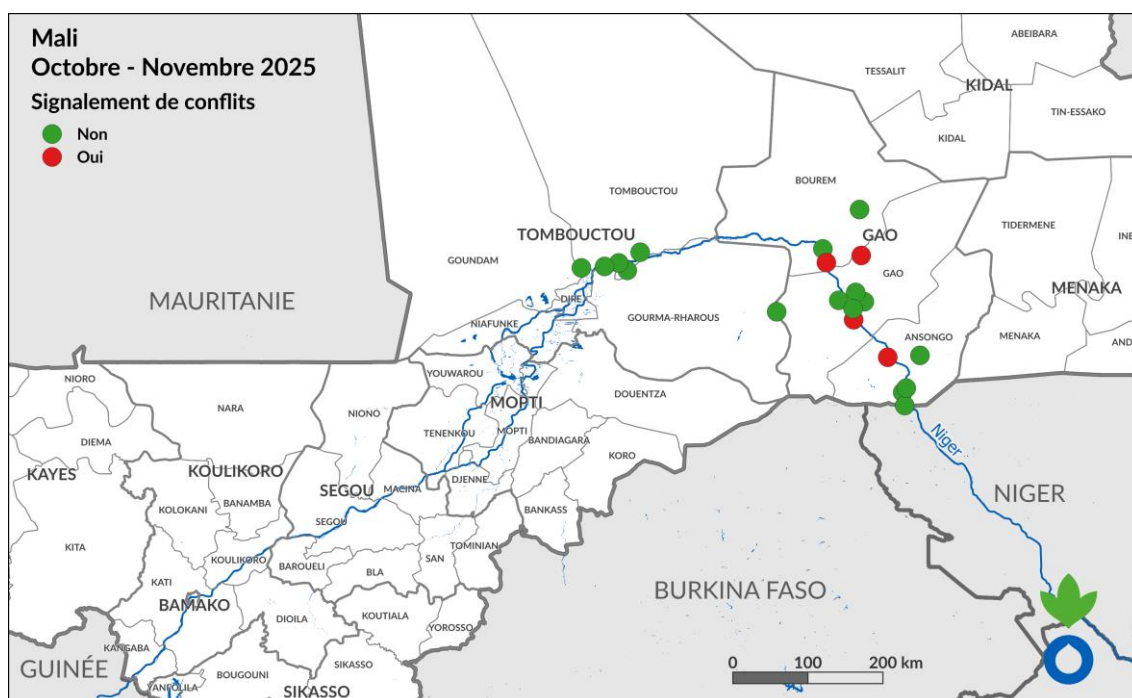 Mali
Octobre - Novembre 2025
Signalement de conflits
Non
Oui
ABEIBARA
TESSALIT
KIDAL
TIN-ESSAKO
KIDAL
BOUREM
TOMBOUCTOU
TIDERMENE
INE
TOMBOUCTOU
GAO
GOUNDAM
GAO
MAURITANIE
MENAKA
DIRE
GOURMA-RHAROUS
NIAFUNKE
ANSONGO
MENAKA
AND
YOUWAROU
NIORO
NARA
NIONO
MOPTI
DOUENTZA
DIEMA
TENENKOU
MOPTI
BANDIAGARA
Niger
KAYES
KOULIKORO
KORO
SEGOU
MACINA
DJENNE
NIGER
KOLOKANI
BANAMBA
BANKASS
SEGOU
KITA
TOMINIAN
KOULIKORO
BAROUELI
SAN
KATI
BLA
BURKINA FASO
BAMAKO
DIOILA
KOUTIALA
YOROSSO
KANGABA
GUINÉE
SIKASSO
BOUGOUNI
YANFOLILA
SIKASSO
0 100 200 km